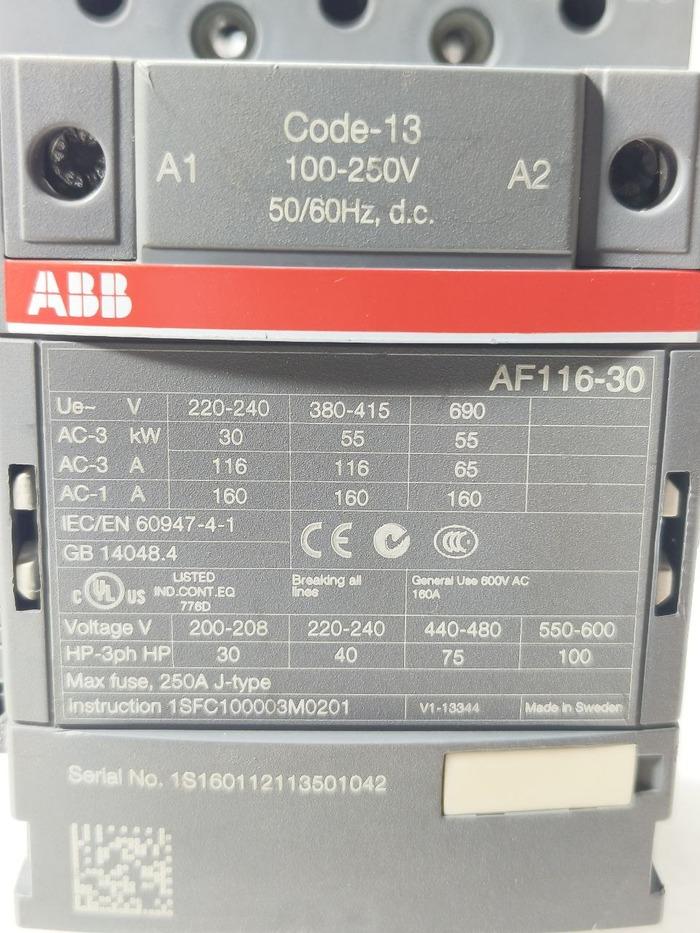 Code-13
A1 100-250V A2
50/60Hz, d.c.
ABB
AF116-30
Ue~ V 220-240 380-415 690
AC-3 kW 30 55 55
AC-3 A 116 116 65
AC-1 A 160 160 160
IEC/EN 60947-4-1
GB 14048.4
CE CCC
c UL US LISTED IND.CONT.EQ 776D
Breaking all lines
General Use 600V AC 160A
Voltage V 200-208 220-240 440-480 550-600
HP-3ph HP 30 40 75 100
Max fuse, 250A J-type
Instruction 1SFC100003M0201 V1-13344 Made in Sweden
Serial No. 1S160112113501042